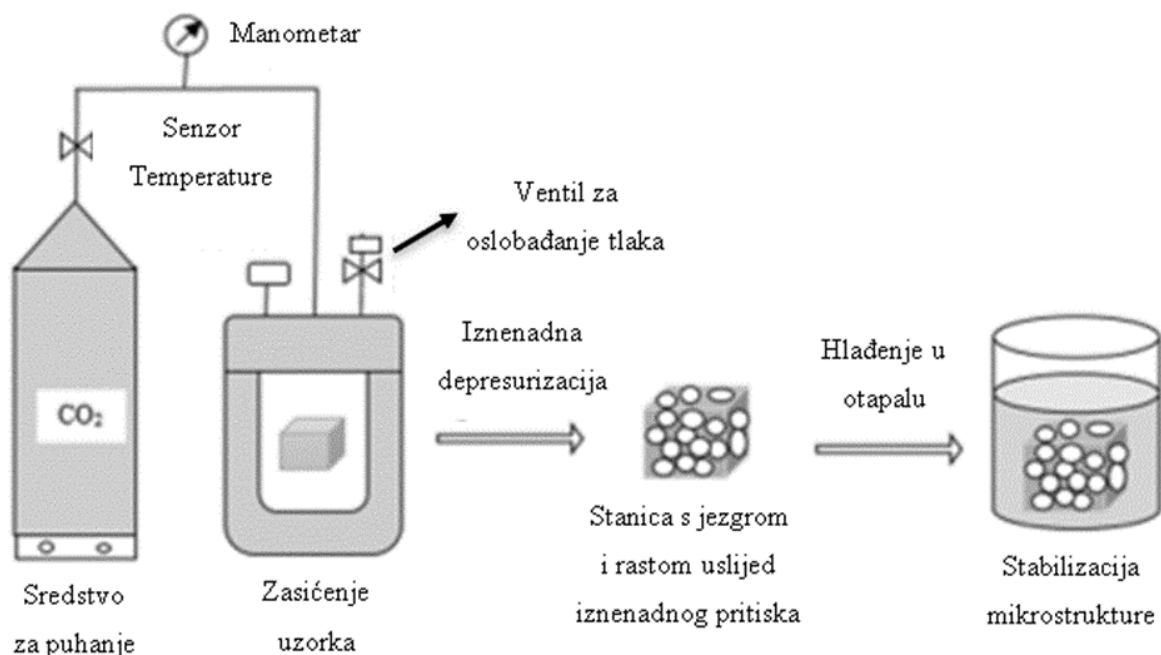 Manometar
Senzor
Temperature
Ventil za
oslobađanje tlaka
Iznenadna
depresurizacija
Hlađenje u
otapalu
CO₂
Stanica s jezgrom
i rastom uslijed
iznenadnog pritiska
Sredstvo
za puhanje
Zasićenje
uzorka
Stabilizacija
mikrostrukture